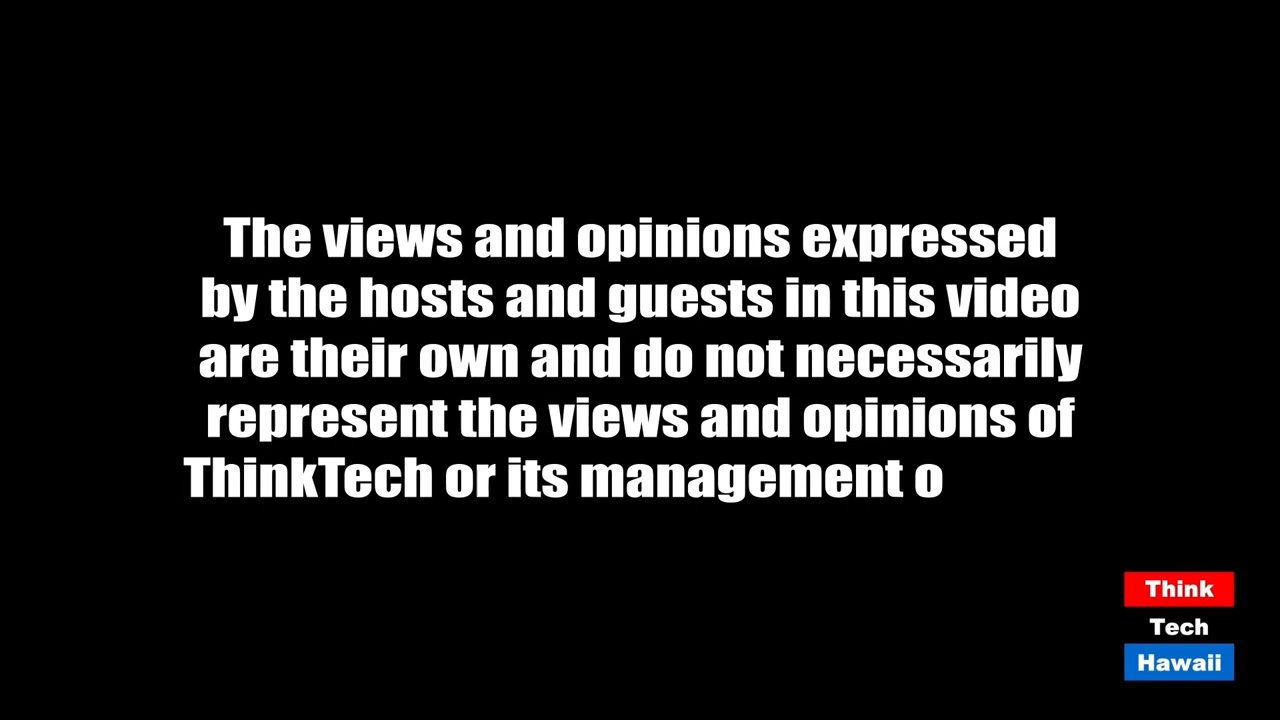 The views and opinions expressed
by the hosts and guests in this video
are their own and do not necessarily
represent the views and opinions of
ThinkTech or its management o
Think
Tech
Hawaii